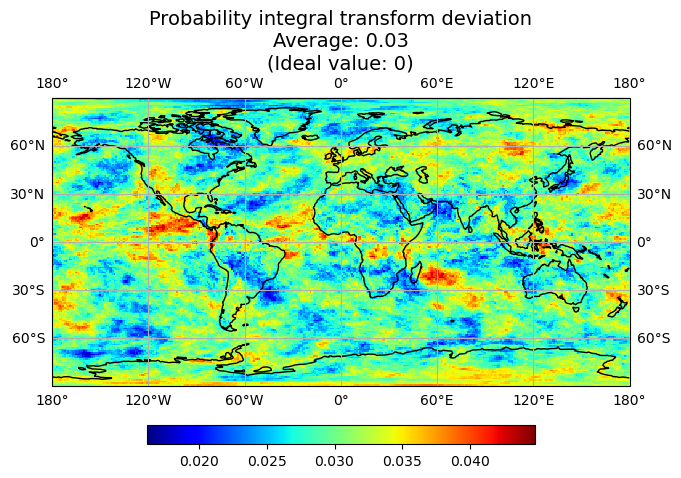 Probability integral transform deviation
Average: 0.03
(Ideal value: 0)
180° 120°W 60°W 0° 60°E 120° 180°
60°N 60°N
30°N 30°N
0° 0°
30°S 30°S
60°S 60°S
180° 120°W 60°W 0° 60°E 120° 180°
0.020 0.025 0.030 0.035 0.040